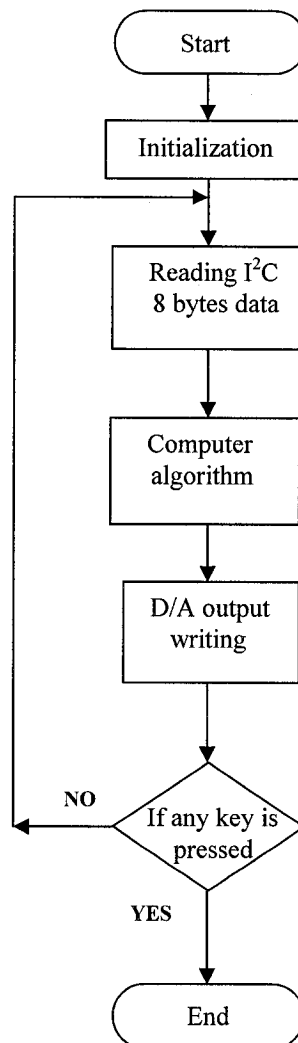 Start
Initialization
Reading I²C
8 bytes data
Computer
algorithm
D/A output
writing
NO
If any key is
pressed
YES
End